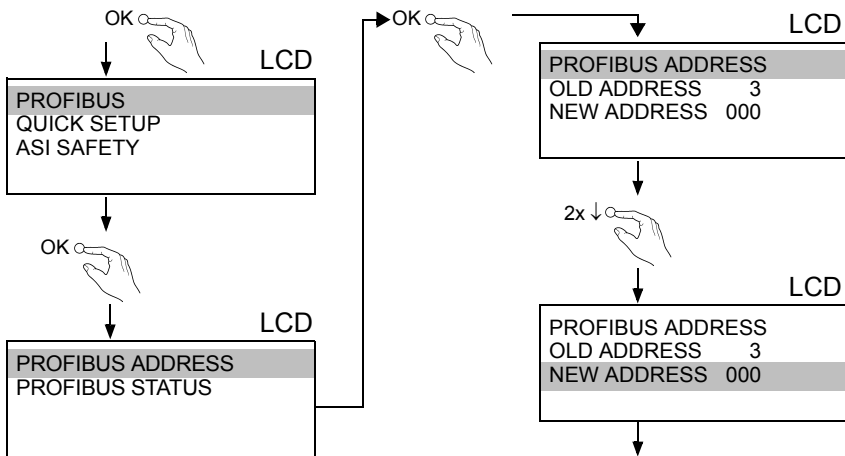 OK
LCD
PROFIBUS
QUICK SETUP
ASI SAFETY
OK
LCD
PROFIBUS ADDRESS
PROFIBUS STATUS
OK
LCD
PROFIBUS ADDRESS
OLD ADDRESS 3
NEW ADDRESS 000
2x ↓
LCD
PROFIBUS ADDRESS
OLD ADDRESS 3
NEW ADDRESS 000